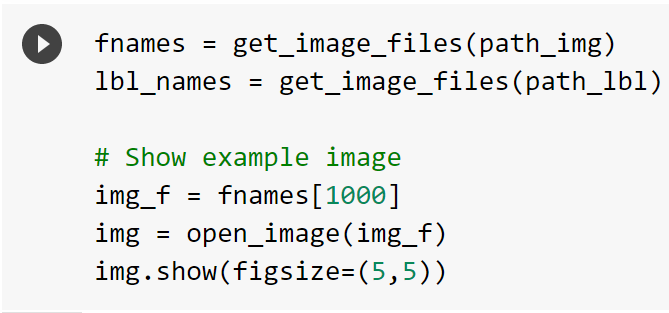 fnames = get_image_files(path_img)
lbl_names = get_image_files(path_lbl)
# Show example image
img_f = fnames[1000]
img = open_image(img_f)
img.show(figsize=(5,5))